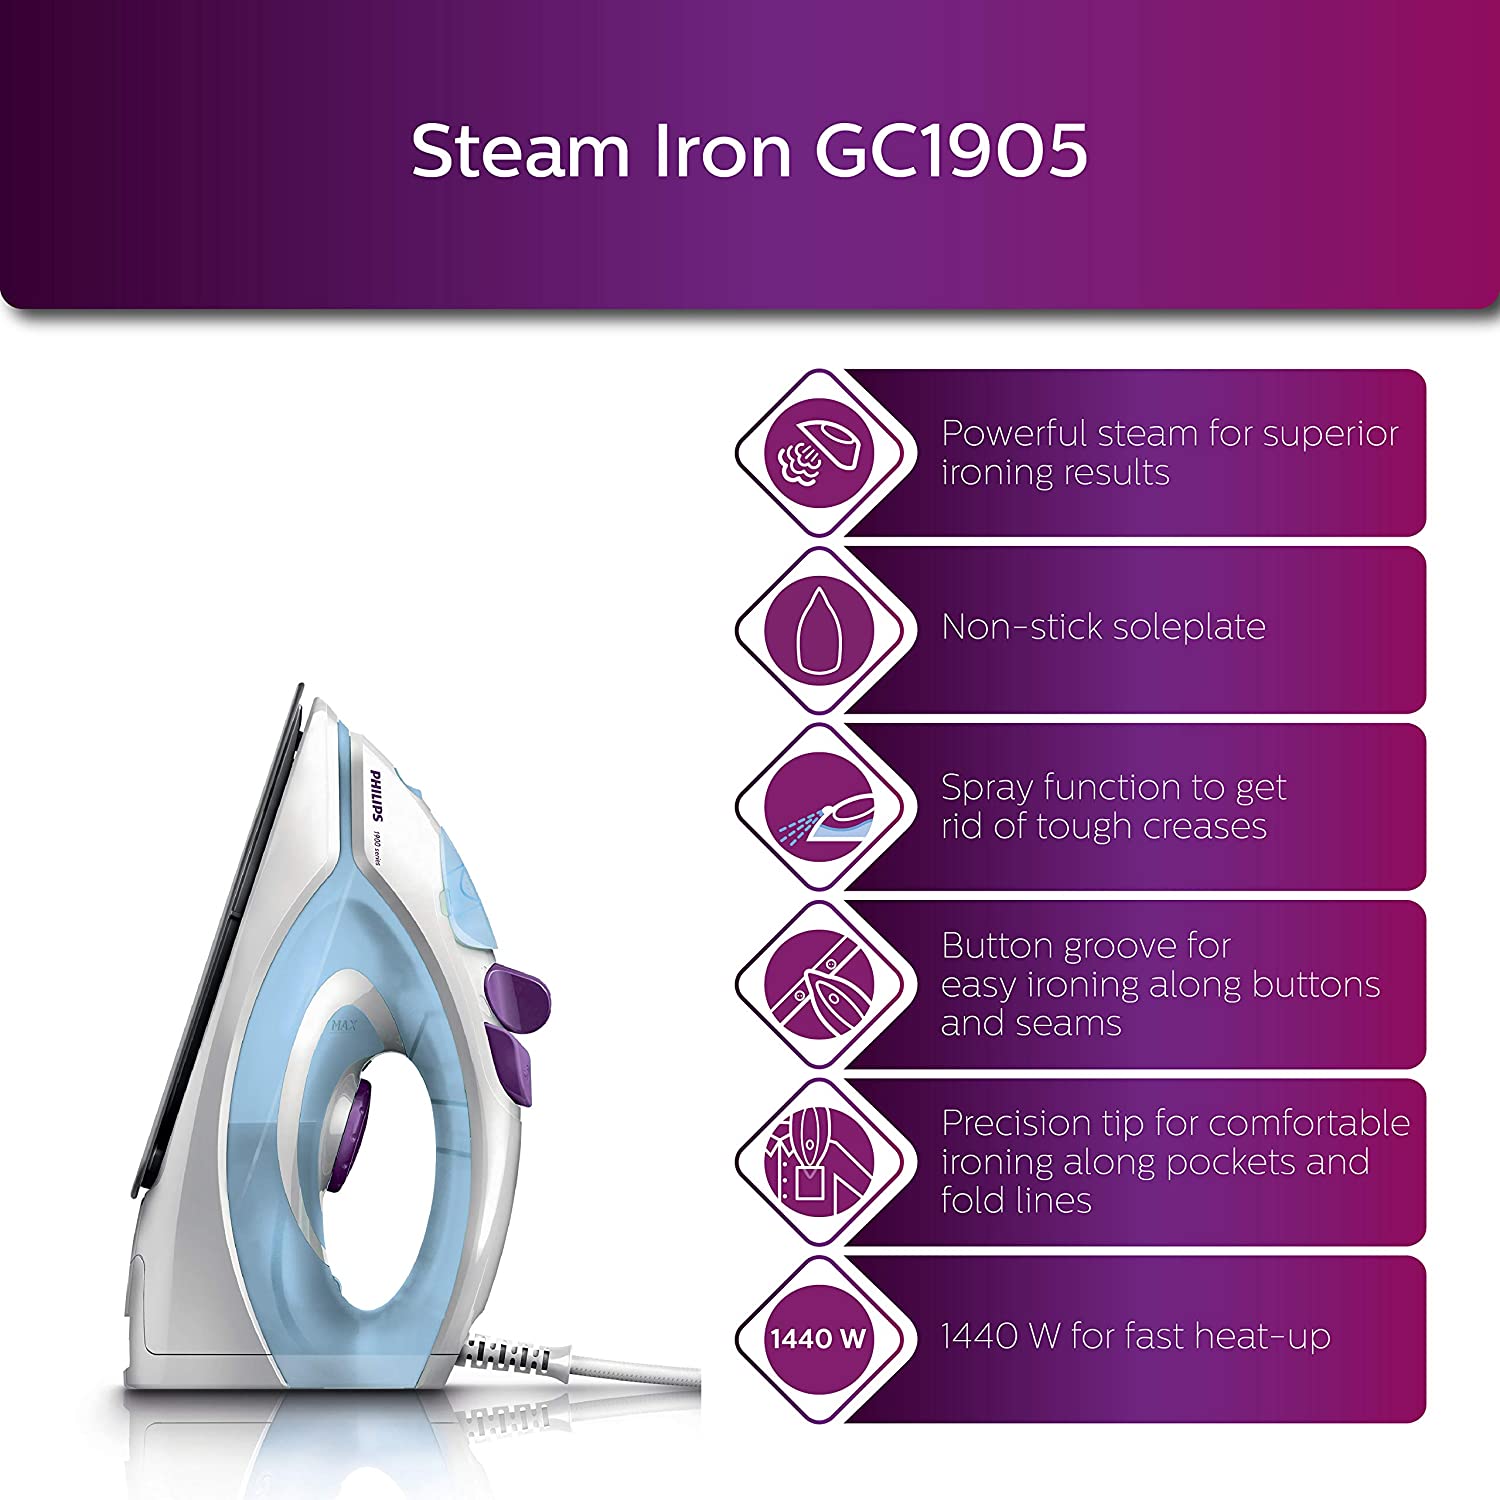 Steam Iron GC1905
Powerful steam for superior
ironing results
Non-stick soleplate
Spray function to get
rid of tough creases
Button groove for
easy ironing along buttons
and seams
Precision tip for comfortable
ironing along pockets and
fold lines
1440 W
1440 W for fast heat-up
PHILIPS 1900 series
MAX